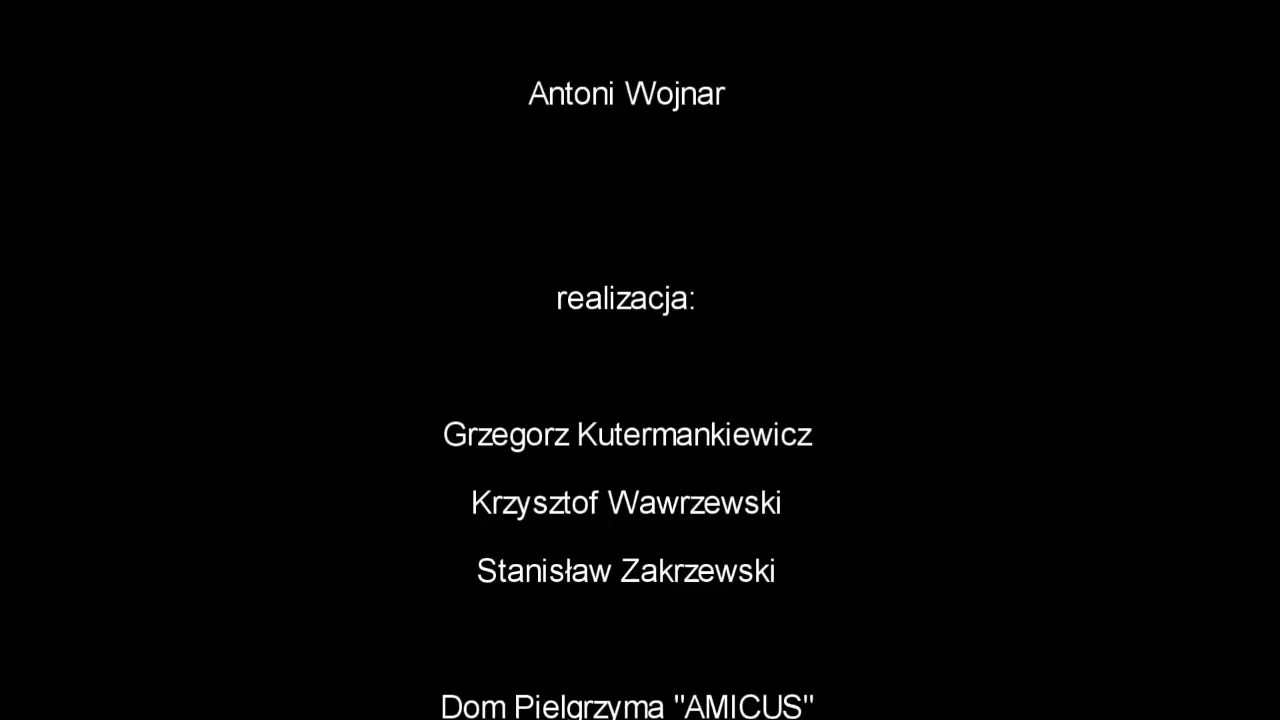 Antoni Wojnar
realizacja:
Grzegorz Kutermankiewicz
Krzysztof Wawrzewski
Stanisław Zakrzewski
Dom Pielgrzyma "AMICUS"